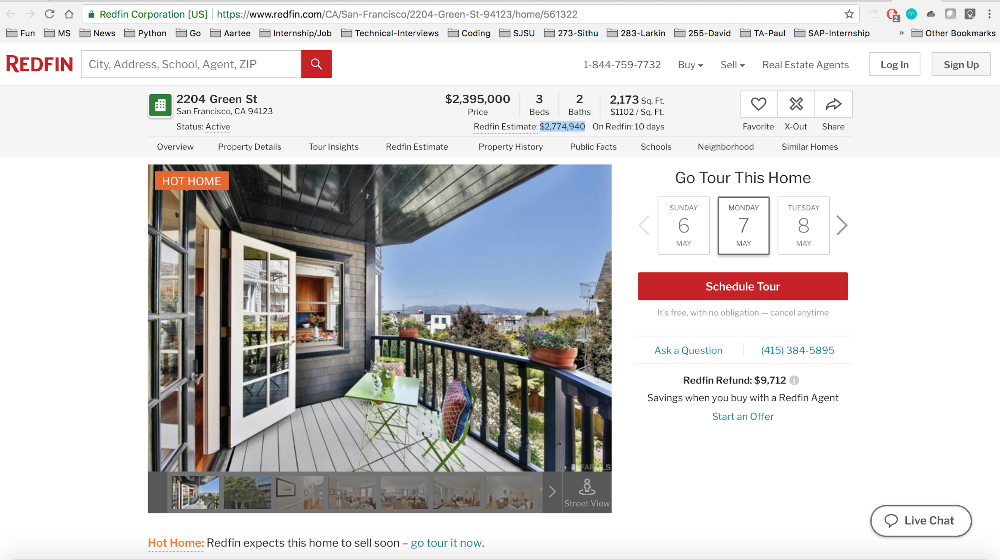 Redfin Corporation [US] https://www.redfin.com/CA/San-Francisco/2204-Green-St-94123/home/561322
2
m
Fun MS News Python Go Aartee Internship/Job Technical-Interviews Coding SJSU 273-Sithu 283-Larkin 255-David TA-Paul SAP-Internship » Other Bookmarks
REDFIN City, Address, School, Agent, ZIP 1-844-759-7732 Buy Sell Real Estate Agents Log In Sign Up
2204 Green St $2,395,000 3 2 2,173 Sq. Ft.
San Francisco, CA 94123 Price Beds Baths $1102 / Sq. Ft.
Status: Active Redfin Estimate: $2,774,940 On Redfin: 10 days Favorite X-Out Share
Overview Property Details Tour Insights Redfin Estimate Property History Public Facts Schools Neighborhood Similar Homes
HOT HOME
Go Tour This Home
SUNDAY MONDAY TUESDAY
6 7 8
MAY MAY MAY
Schedule Tour
It's free, with no obligation — cancel anytime
Ask a Question (415) 384-5895
Redfin Refund: $9,712
Savings when you buy with a Redfin Agent
Start an Offer
Street View
Live Chat
Hot Home: Redfin expects this home to sell soon – go tour it now.